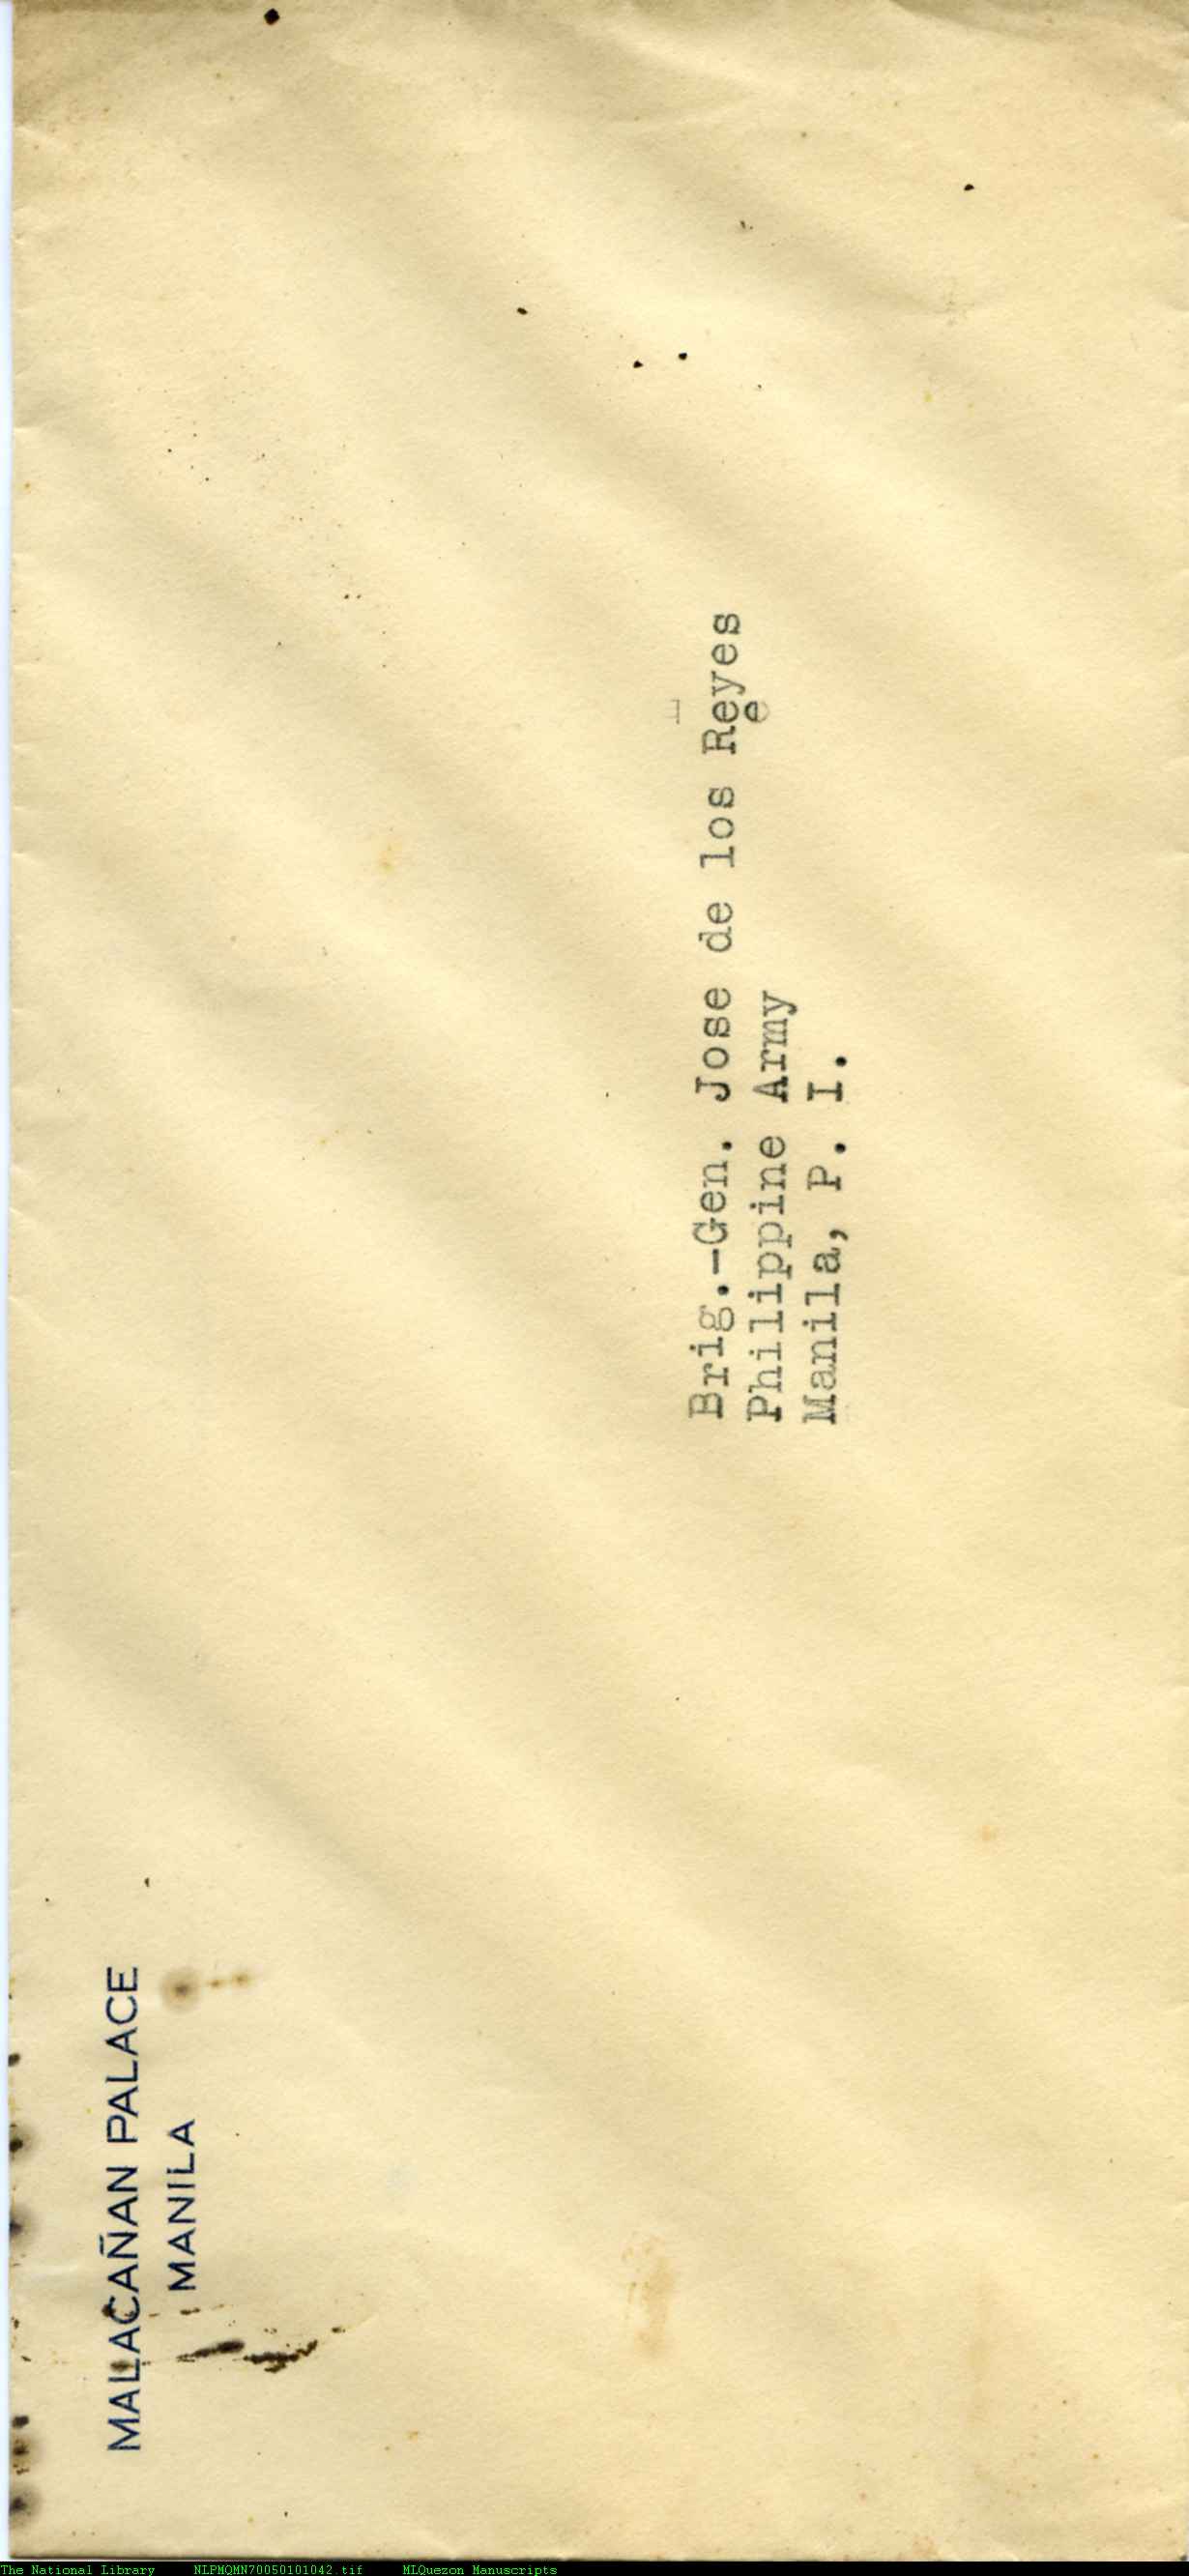 MALACAÑAN PALACE
MANILA
Brig.-Gen. Jose de los Reyes
Philippine Army
Manila, P. I.
The National Library NLPMQMN70050101042.tif MLQuezon Manuscripts